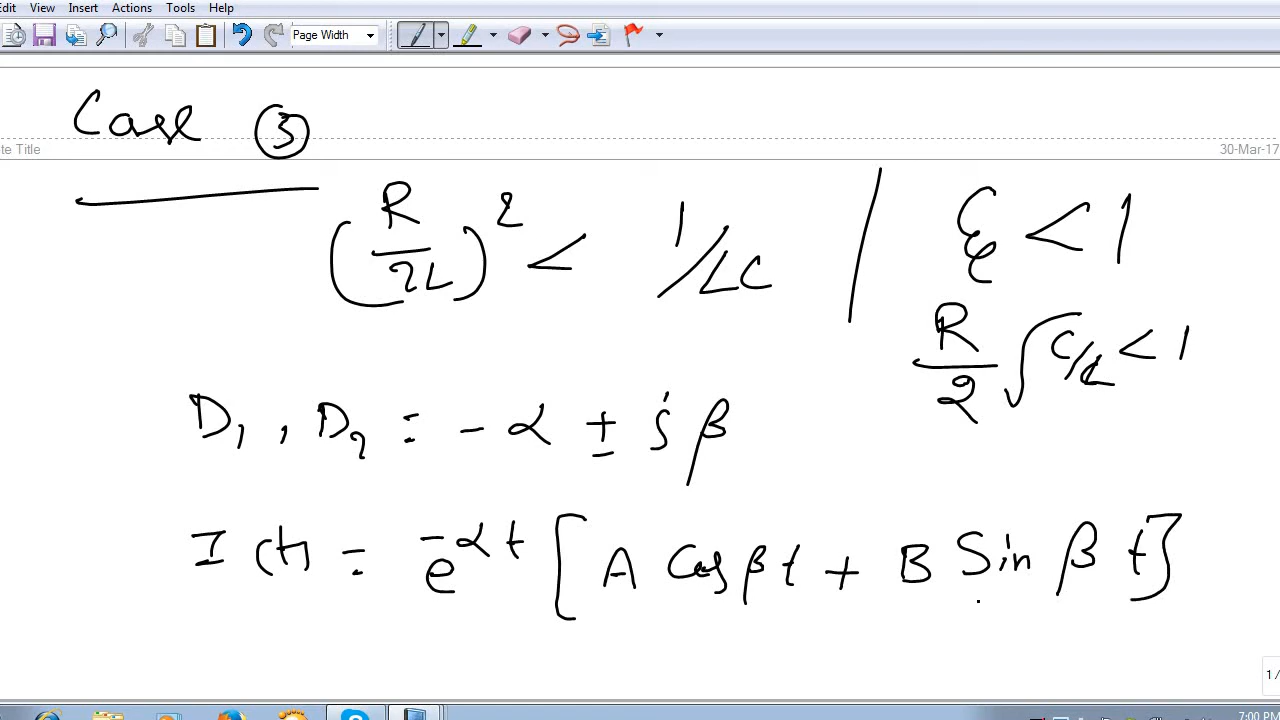 Edit View Insert Actions Tools Help
Page Width
Case ③
te Title 30-Mar-17
(R/2L)² < 1/LC | ξ < 1
R/2 √C/L < 1
D₁, D₂ = -α ± jβ
I(t) = e^-αt [A Cos βt + B Sin βt]
1/
7:00 PM